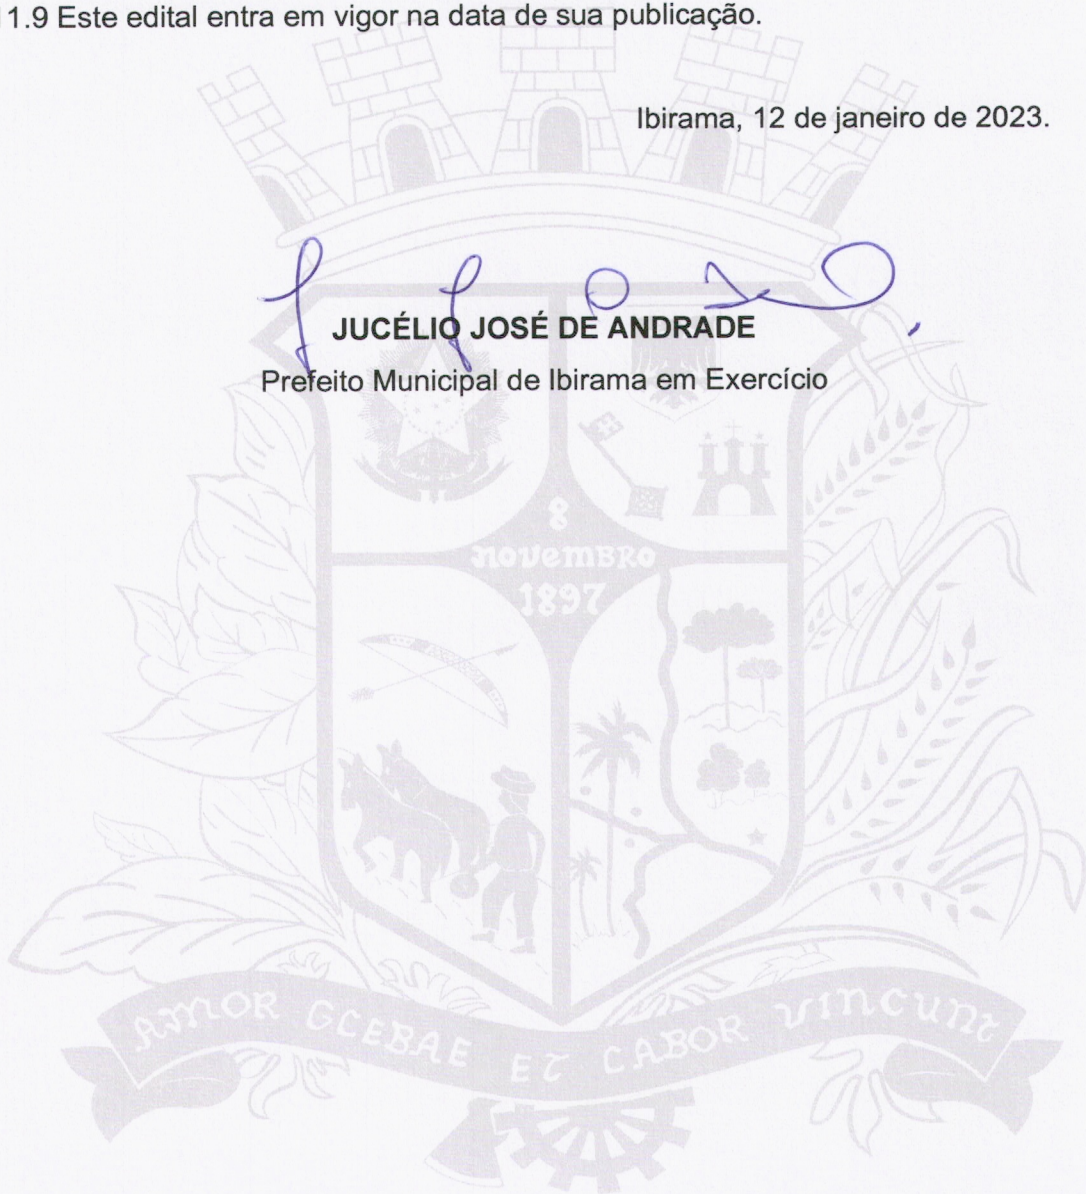 1.9 Este edital entra em vigor na data de sua publicação.
Ibirama, 12 de janeiro de 2023.
JUCÉLIO JOSÉ DE ANDRADE
Prefeito Municipal de Ibirama em Exercício
8
NOVEMBRO
1897
AMOR GLEBAE ET LABOR VINCUNT